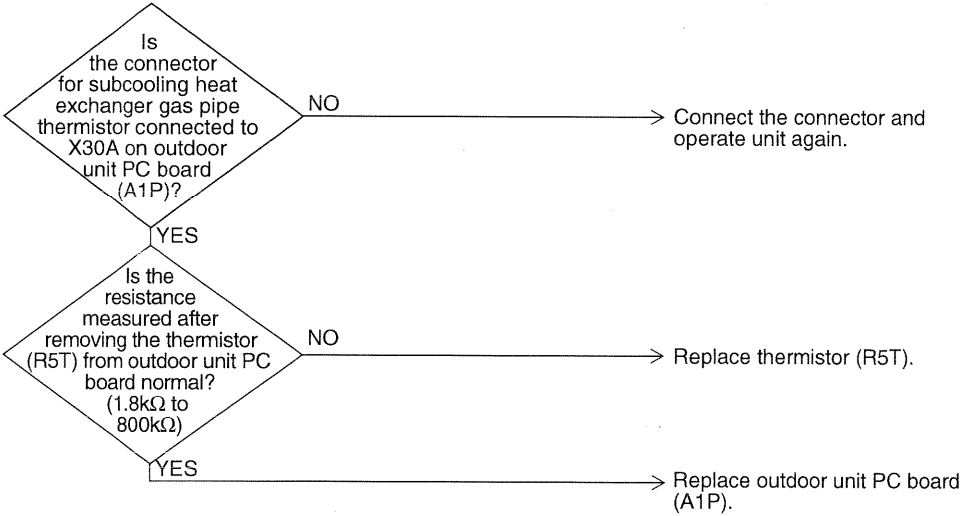 Is
the connector
for subcooling heat
exchanger gas pipe
thermistor connected to
X30A on outdoor
unit PC board
(A1P)?
NO
Connect the connector and
operate unit again.
YES
Is the
resistance
measured after
removing the thermistor
(R5T) from outdoor unit PC
board normal?
(1.8kΩ to
800kΩ)
NO
Replace thermistor (R5T).
YES
Replace outdoor unit PC board
(A1P).